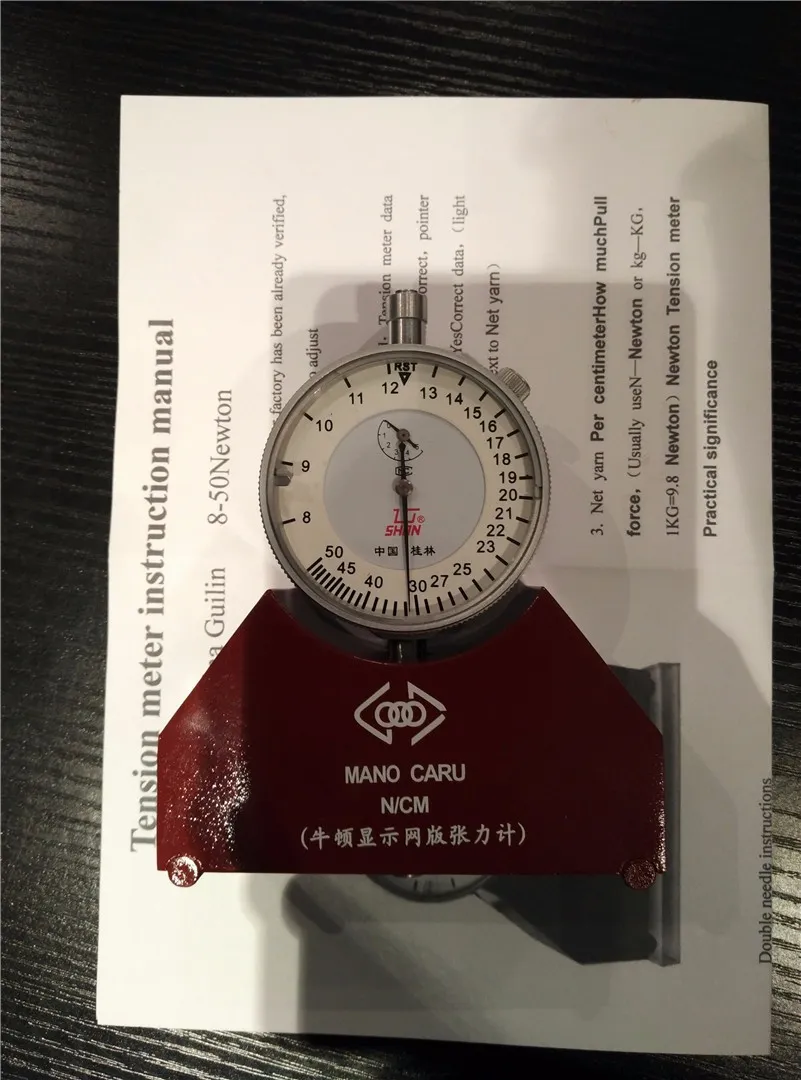 Tension meter instruction manual
Guilin 8-50Newton
factory has been already verified,
adjust
Tension meter data
pointer
YesCorrect data, (light
to Net yarn)
3. Net yarn Per centimeterHow muchPull
force, (Usually useN—Newton or kg—KG,
1KG=9.8 Newton) Newton Tension meter
Practical significance
Double needle instructions
RST
8 9 10 11 12 13 14 15 16 17 18 19 20 21 22 23 25 27 30 40 45 50
SHAN®
中国 桂林
MANO CARU
N/CM
(牛顿显示网版张力计)